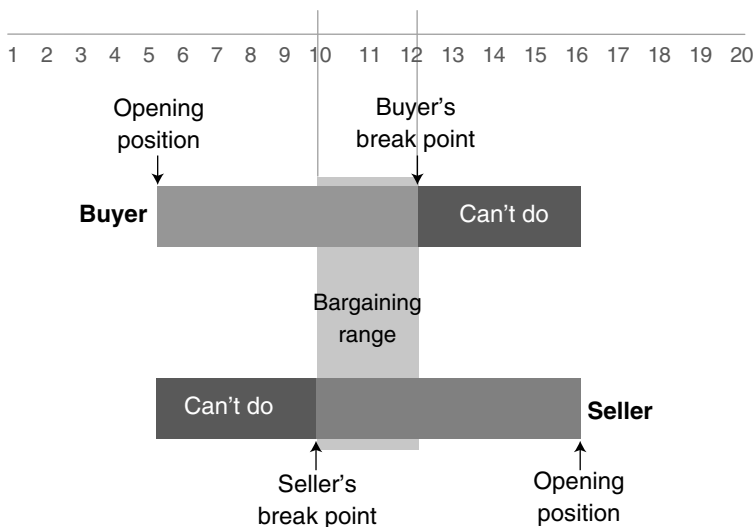 1 2 3 4 5 6 7 8 9 10 11 12 13 14 15 16 17 18 19 20
Opening
position
Buyer's
break point
Buyer
Can't do
Bargaining
range
Can't do
Seller
Seller's
break point
Opening
position